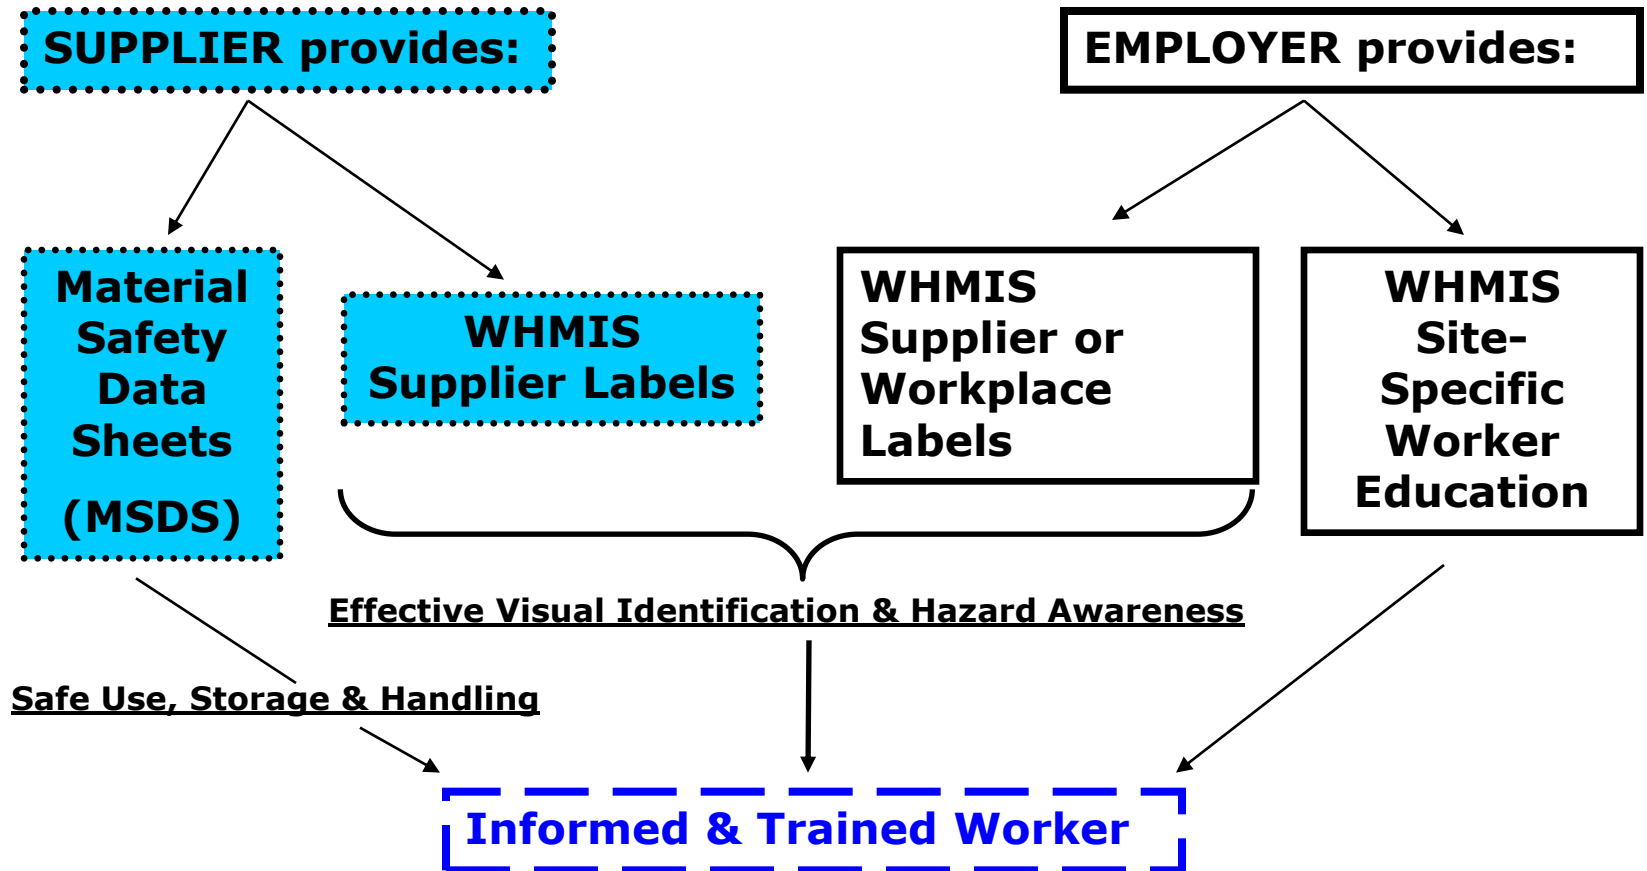 SUPPLIER provides:
EMPLOYER provides:
Material
Safety
Data
Sheets
(MSDS)
WHMIS
Supplier Labels
WHMIS
Supplier or
Workplace
Labels
WHMIS
Site-
Specific
Worker
Education
Effective Visual Identification & Hazard Awareness
Safe Use, Storage & Handling
Informed & Trained Worker